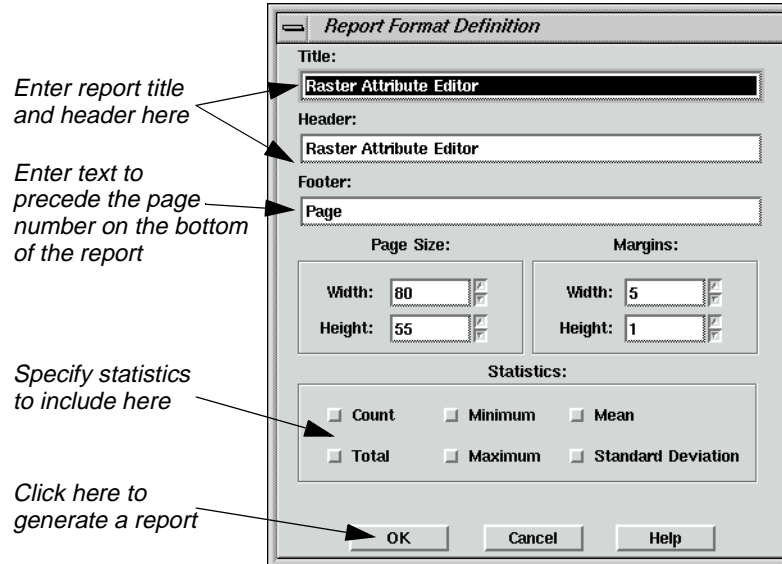 Report Format Definition
Title:
Enter report title
and header here
Raster Attribute Editor
Header:
Raster Attribute Editor
Enter text to
precede the page
number on the bottom
of the report
Footer:
Page
Page Size:
Margins:
Width: 80
Width: 5
Height: 55
Height: 1
Specify statistics
to include here
Statistics:
Count Minimum Mean
Total Maximum Standard Deviation
Click here to
generate a report
OK Cancel Help